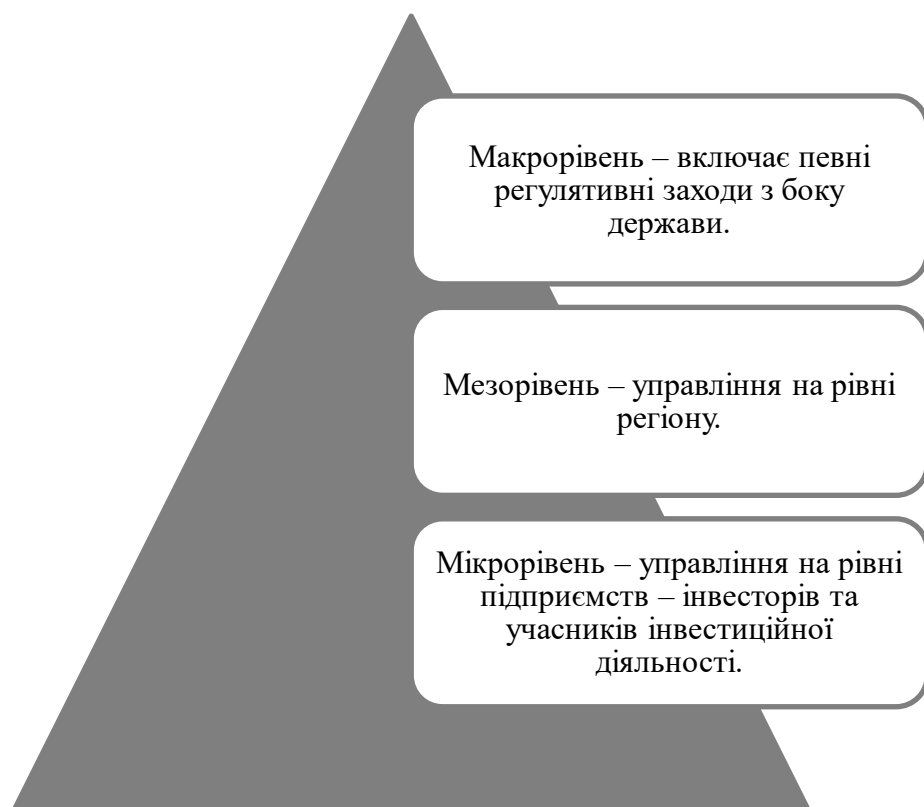 Макрорівень – включає певні
регулятивні заходи з боку
держави.
Мезорівень – управління на рівні
регіону.
Мікрорівень – управління на рівні
підприємств – інвесторів та
учасників інвестиційної
діяльності.